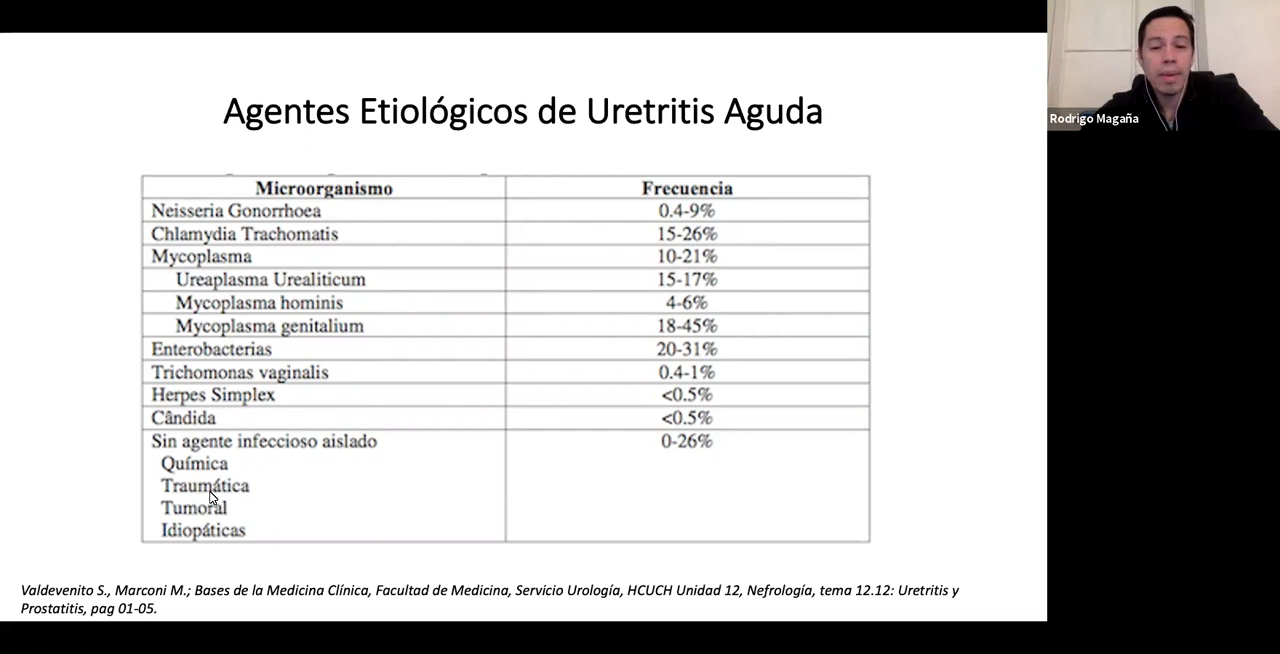 Agentes Etiológicos de Uretritis Aguda
Rodrigo Magaña
Microorganismo Frecuencia
Neisseria Gonorrhoea 0.4-9%
Chlamydia Trachomatis 15-26%
Mycoplasma 10-21%
Ureaplasma Urealiticum 15-17%
Mycoplasma hominis 4-6%
Mycoplasma genitalium 18-45%
Enterobacterias 20-31%
Trichomonas vaginalis 0.4-1%
Herpes Simplex <0.5%
Cândida <0.5%
Sin agente infeccioso aislado 0-26%
Química
Traumática
Tumoral
Idiopáticas
Valdevenito S., Marconi M.; Bases de la Medicina Clínica, Facultad de Medicina, Servicio Urología, HCUCH Unidad 12, Nefrología, tema 12.12: Uretritis y
Prostatitis, pag 01-05.